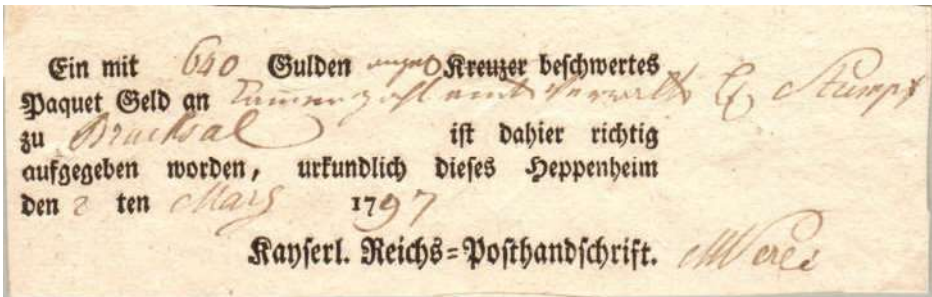 Ein mit 640 Gulden Kreuzer beschwertes
Paquet Geld an Stumpf
zu Bruchsal ist dahier richtig
aufgegeben worden, urkundlich dieses Heppenheim
den 2 ten Marz 1797
Kayserl. Reichs=Posthandschrift.